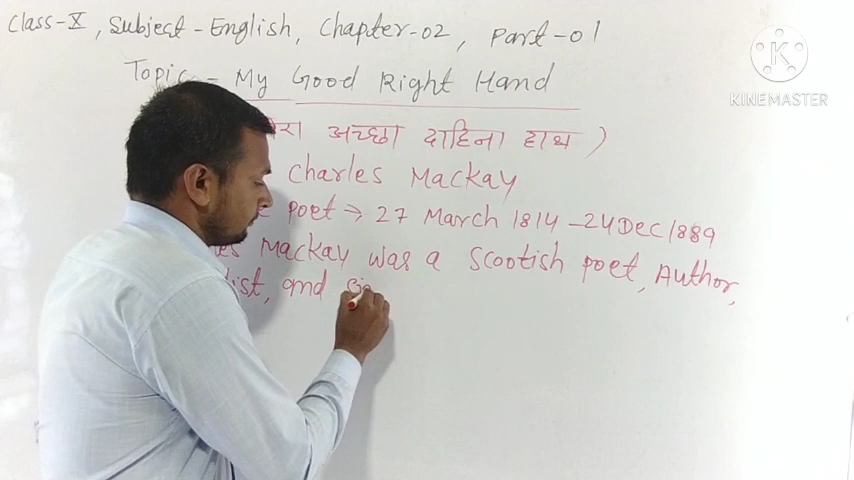 Class-X, Subject-English, Chapter-02, Part-01
Topic - My Good Right Hand
अच्छा दाहिना हाथ)
Charles Mackay
poet → 27 March 1814 - 24 Dec 1889
Mackay was a Scootish poet, Author,
and
KINEMASTER